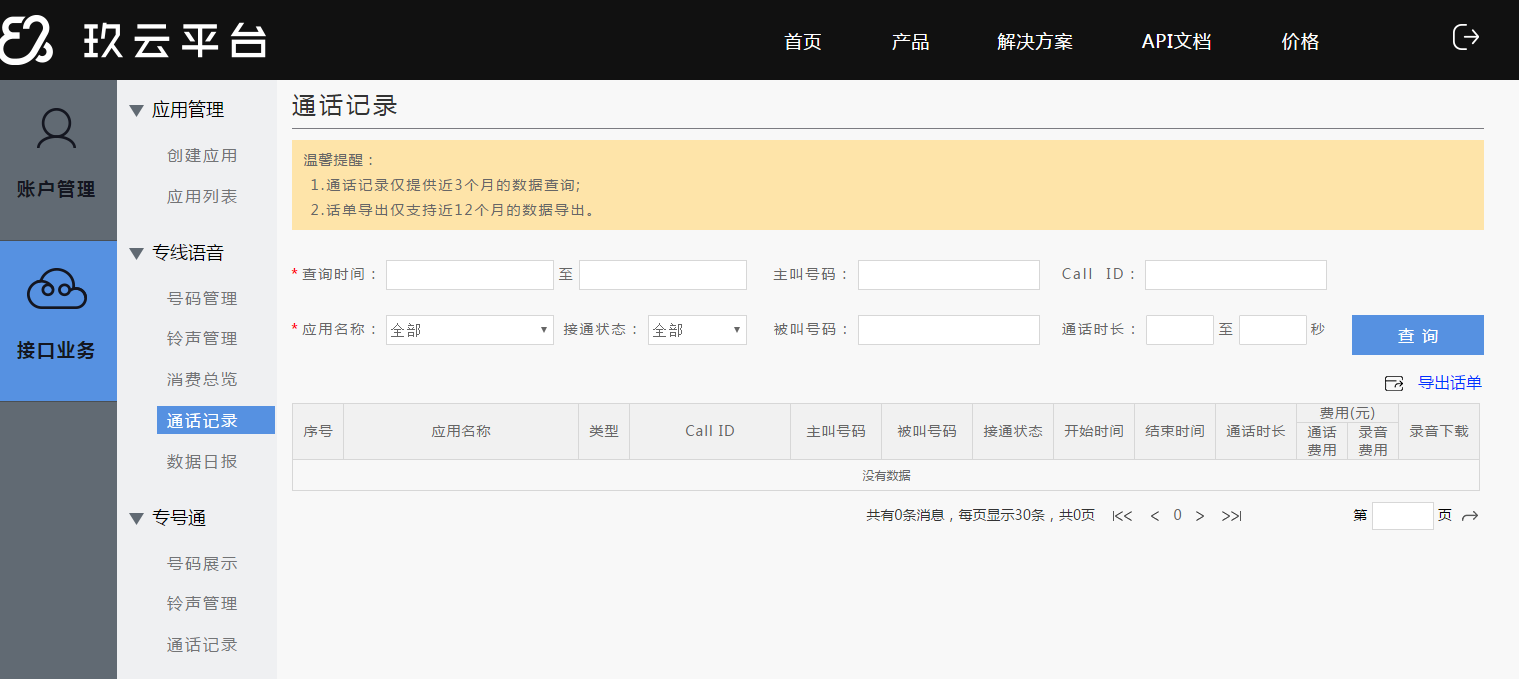 玖云平台
首页 产品 解决方案 API文档 价格
账户管理
接口业务
应用管理
创建应用
应用列表
专线语音
号码管理
铃声管理
消费总览
通话记录
数据日报
专号通
号码展示
铃声管理
通话记录
通话记录
温馨提醒：
1.通话记录仅提供近3个月的数据查询;
2.话单导出仅支持近12个月的数据导出。
*查询时间： 至 主叫号码： Call ID：
*应用名称： 全部 接通状态： 全部 被叫号码： 通话时长： 至 秒 查 询
导出话单
序号 应用名称 类型 Call ID 主叫号码 被叫号码 接通状态 开始时间 结束时间 通话时长 费用(元) 通话费用 录音费用 录音下载
没有数据
共有0条消息，每页显示30条，共0页 |<< < 0 > >>| 第 页